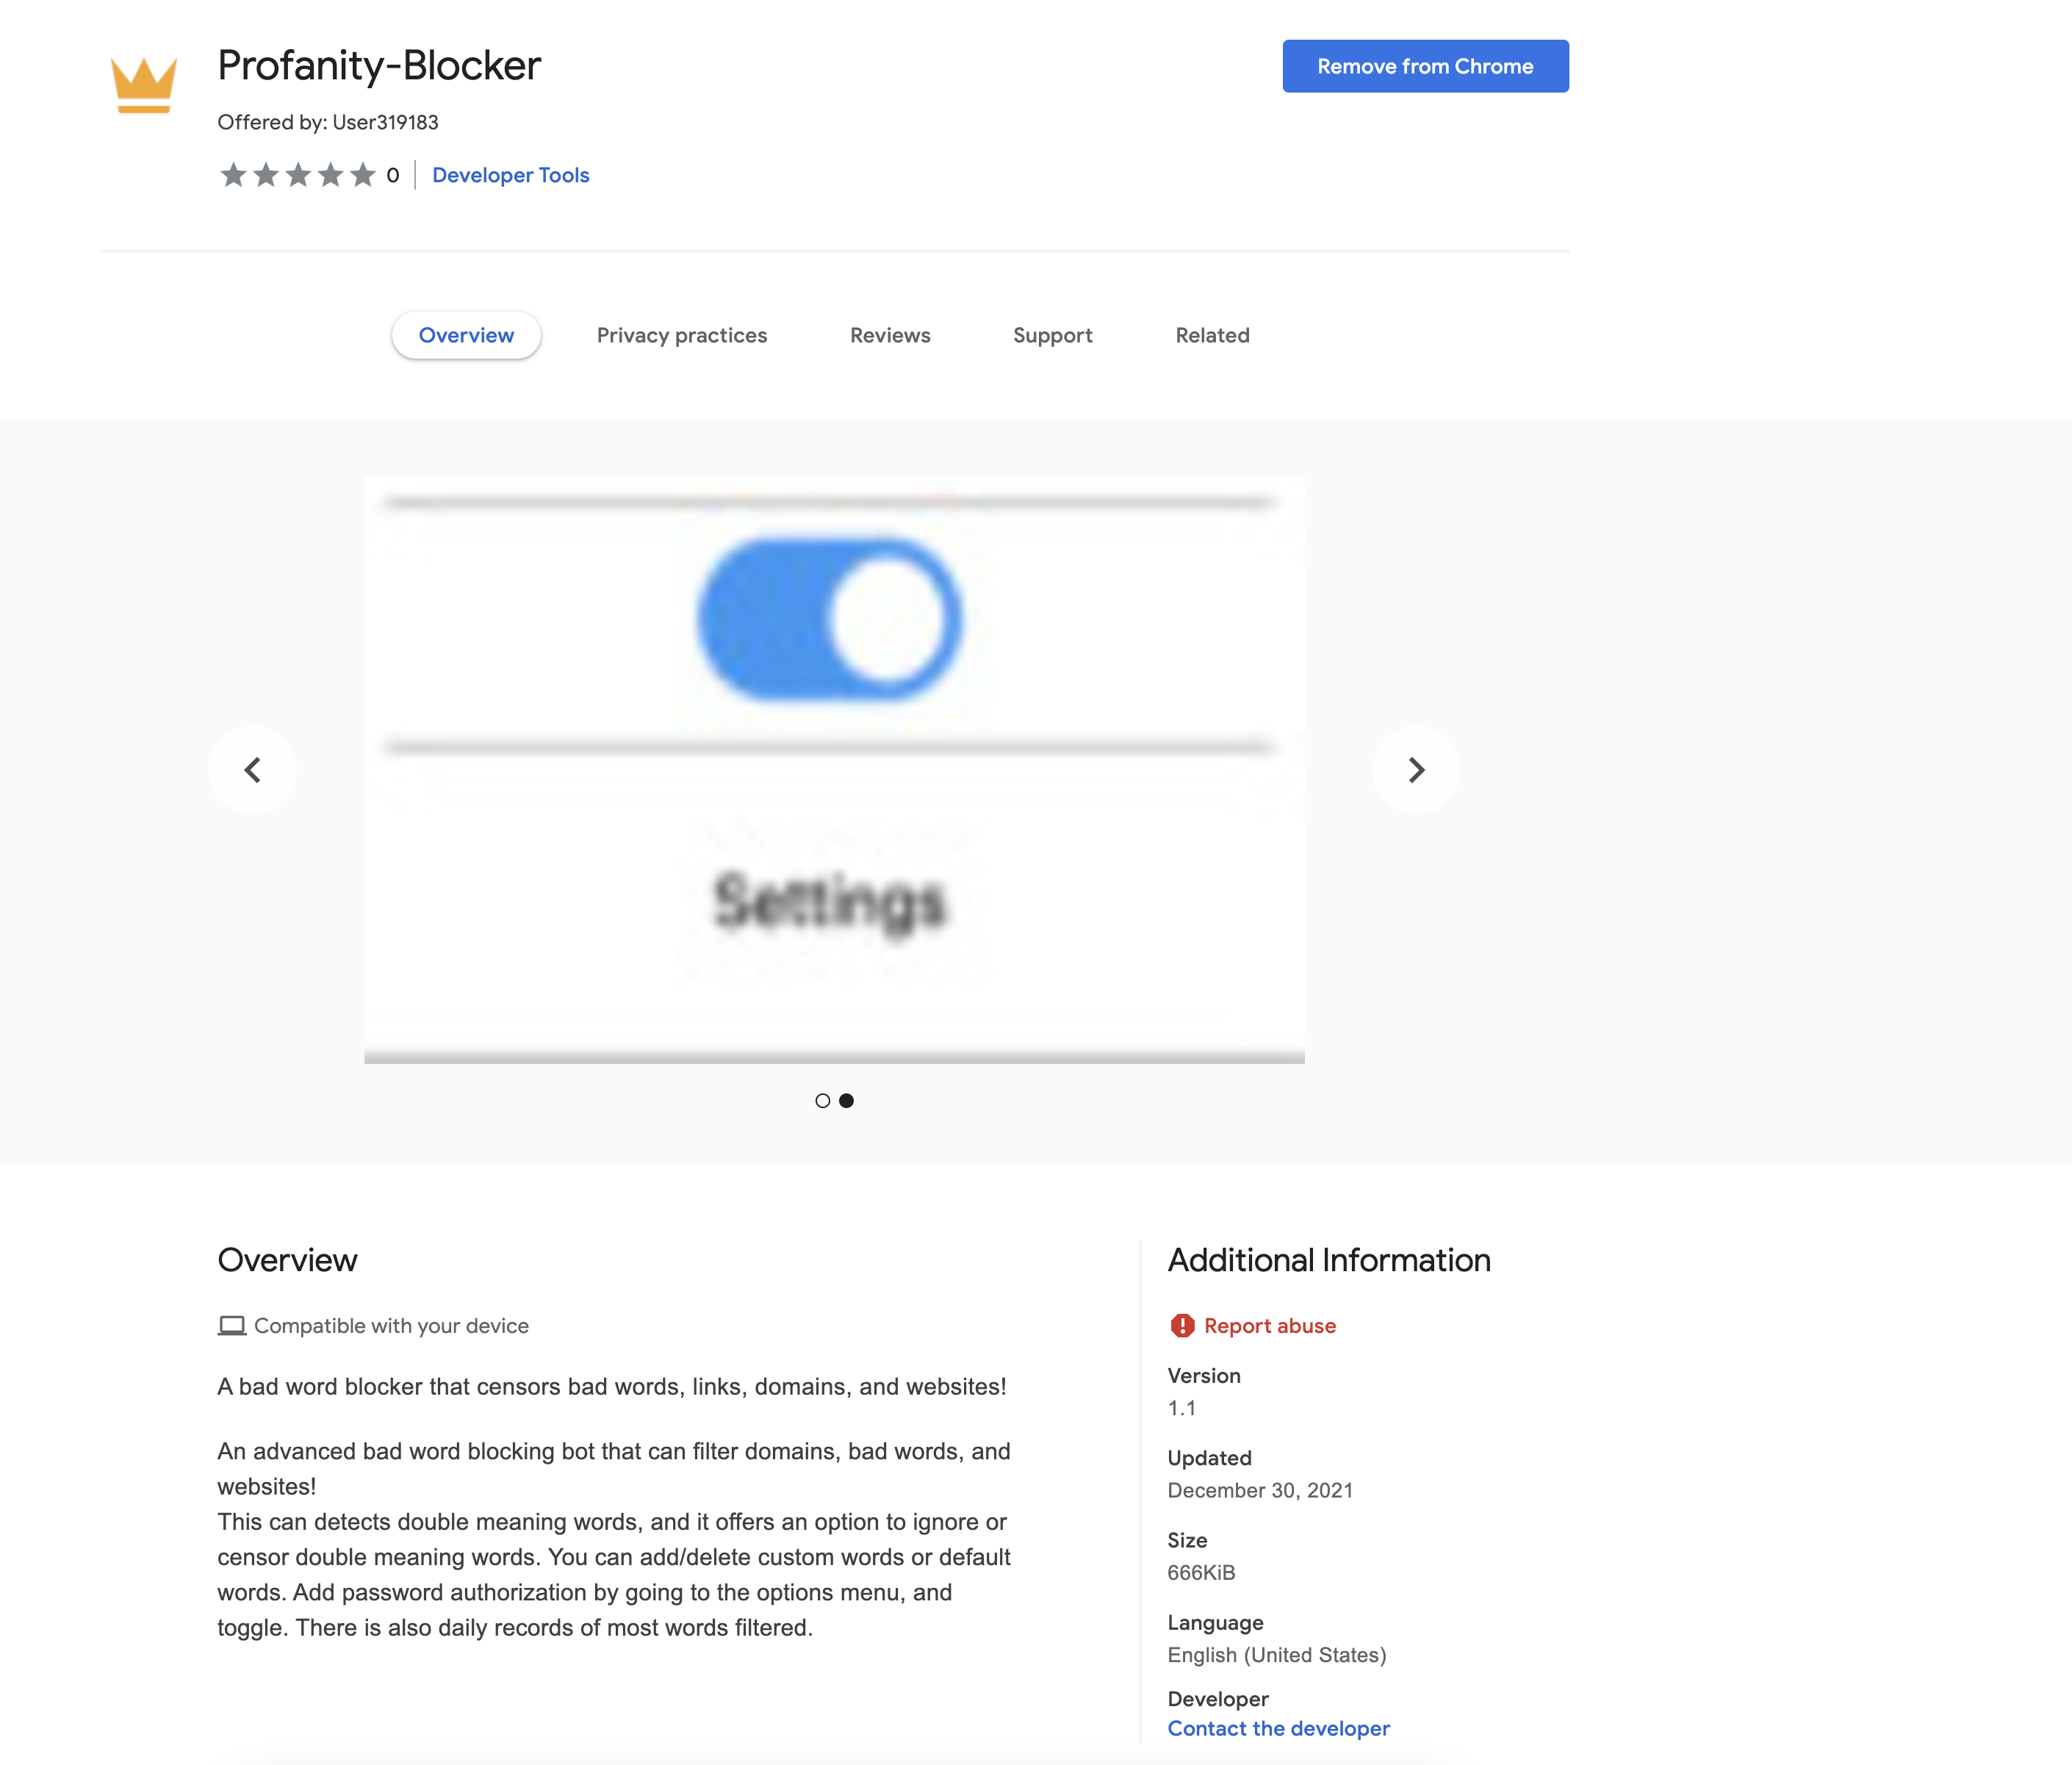 Profanity-Blocker
Remove from Chrome
Offered by: User319183
0
Developer Tools
Overview
Privacy practices
Reviews
Support
Related
Settings
Overview
Compatible with your device
A bad word blocker that censors bad words, links, domains, and websites!
An advanced bad word blocking bot that can filter domains, bad words, and
websites!
This can detects double meaning words, and it offers an option to ignore or
censor double meaning words. You can add/delete custom words or default
words. Add password authorization by going to the options menu, and
toggle. There is also daily records of most words filtered.
Additional Information
Report abuse
Version
1.1
Updated
December 30, 2021
Size
666KiB
Language
English (United States)
Developer
Contact the developer